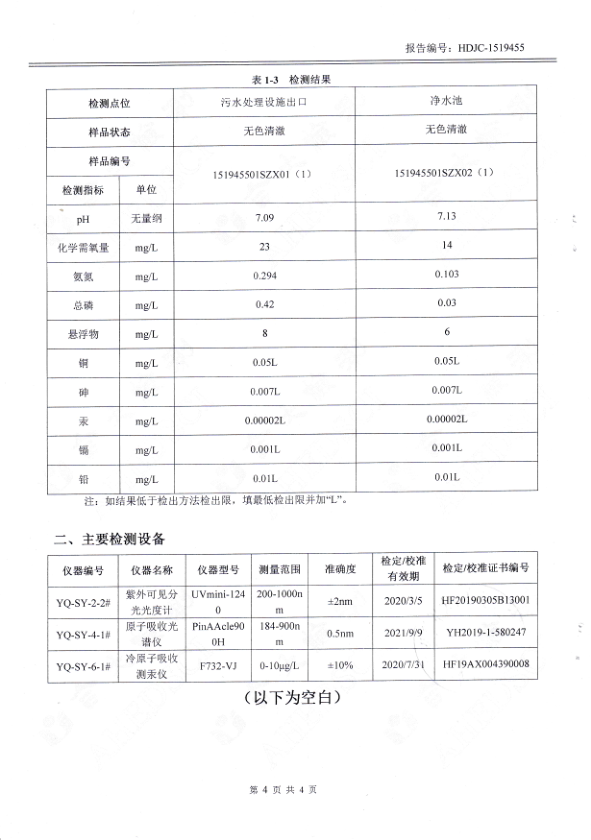 报告编号：HDJC-1519455
表 1-3 检测结果
检测点位 污水处理设施出口 净水池
样品状态 无色清澈 无色清澈
样品编号 151945501SZX01（1） 151945501SZX02（1）
检测指标 单位
pH 无量纲 7.09 7.13
化学需氧量 mg/L 23 14
氨氮 mg/L 0.294 0.103
总磷 mg/L 0.42 0.03
悬浮物 mg/L 8 6
铜 mg/L 0.05L 0.05L
砷 mg/L 0.007L 0.007L
汞 mg/L 0.00002L 0.00002L
镉 mg/L 0.001L 0.001L
铅 mg/L 0.01L 0.01L
注：如结果低于检出方法检出限，填最低检出限并加“L”。
二、主要检测设备
仪器编号 仪器名称 仪器型号 测量范围 准确度 检定/校准 检定/校准证书编号
有效期
YQ-SY-2-2# 紫外可见分 UVmini-124 200-1000n ±2nm 2020/3/5 HF20190305B13001
光光度计 0 m
YQ-SY-4-1# 原子吸收光 PinAAcle90 184-900n 0.5nm 2021/9/9 YH2019-1-580247
谱仪 0H m
YQ-SY-6-1# 冷原子吸收 F732-VJ 0-10μg/L ±10% 2020/7/31 HF19AX004390008
测汞仪
（以下为空白）
第 4 页 共 4 页